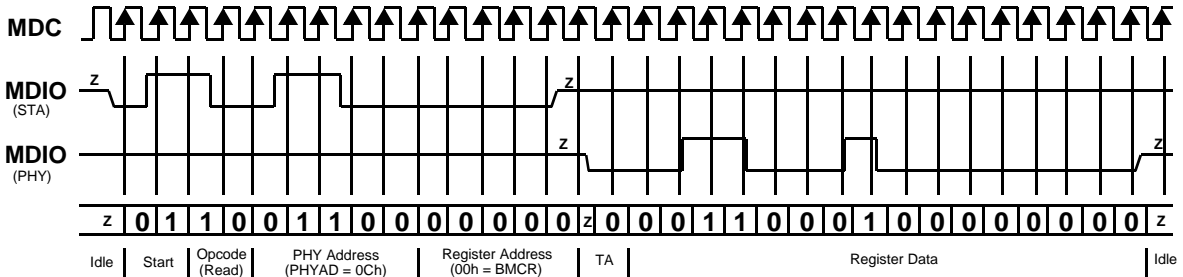 MDC
MDIO
(STA)
z
z
MDIO
(PHY)
z
z
z 0 1 1 0 0 1 1 0 0 0 0 0 0 0 z 0 0 0 1 1 0 0 0 1 0 0 0 0 0 0 0 0 z
Idle
Start
Opcode
(Read)
PHY Address
(PHYAD = 0Ch)
Register Address
(00h = BMCR)
TA
Register Data
Idle